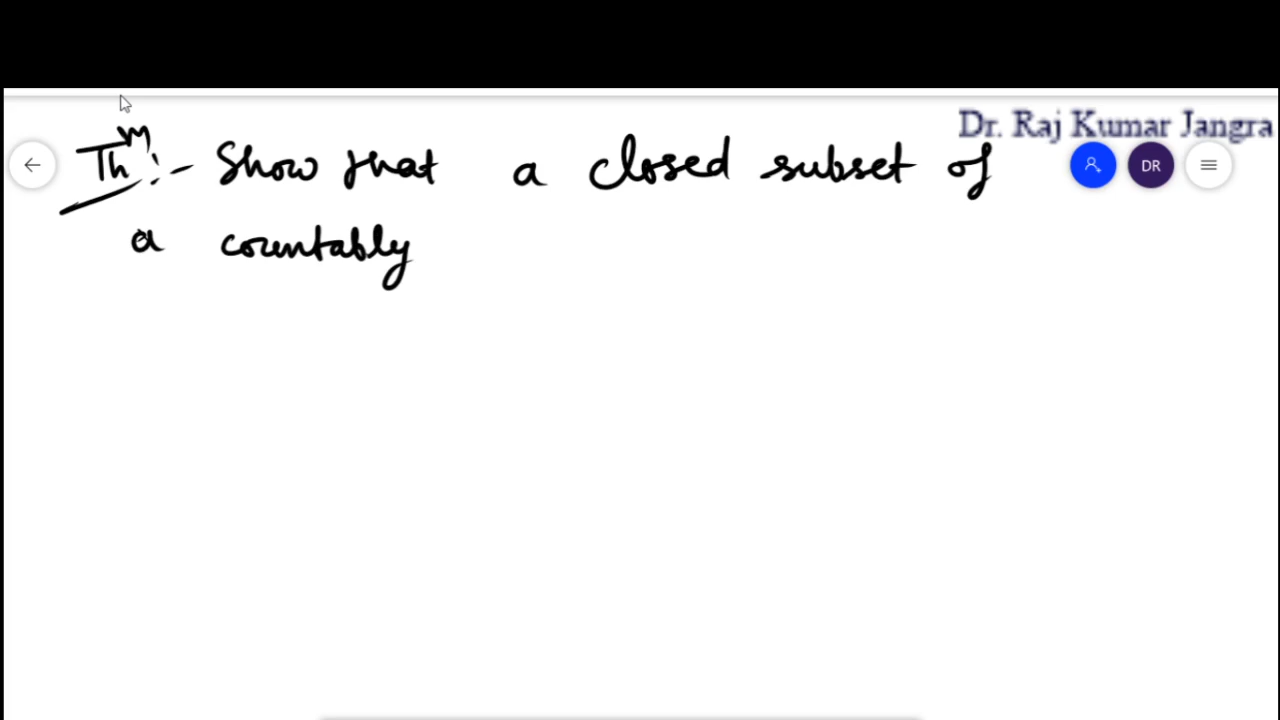 Dr. Raj Kumar Jangra
Thm :- Show that a closed subset of
DR
a countably